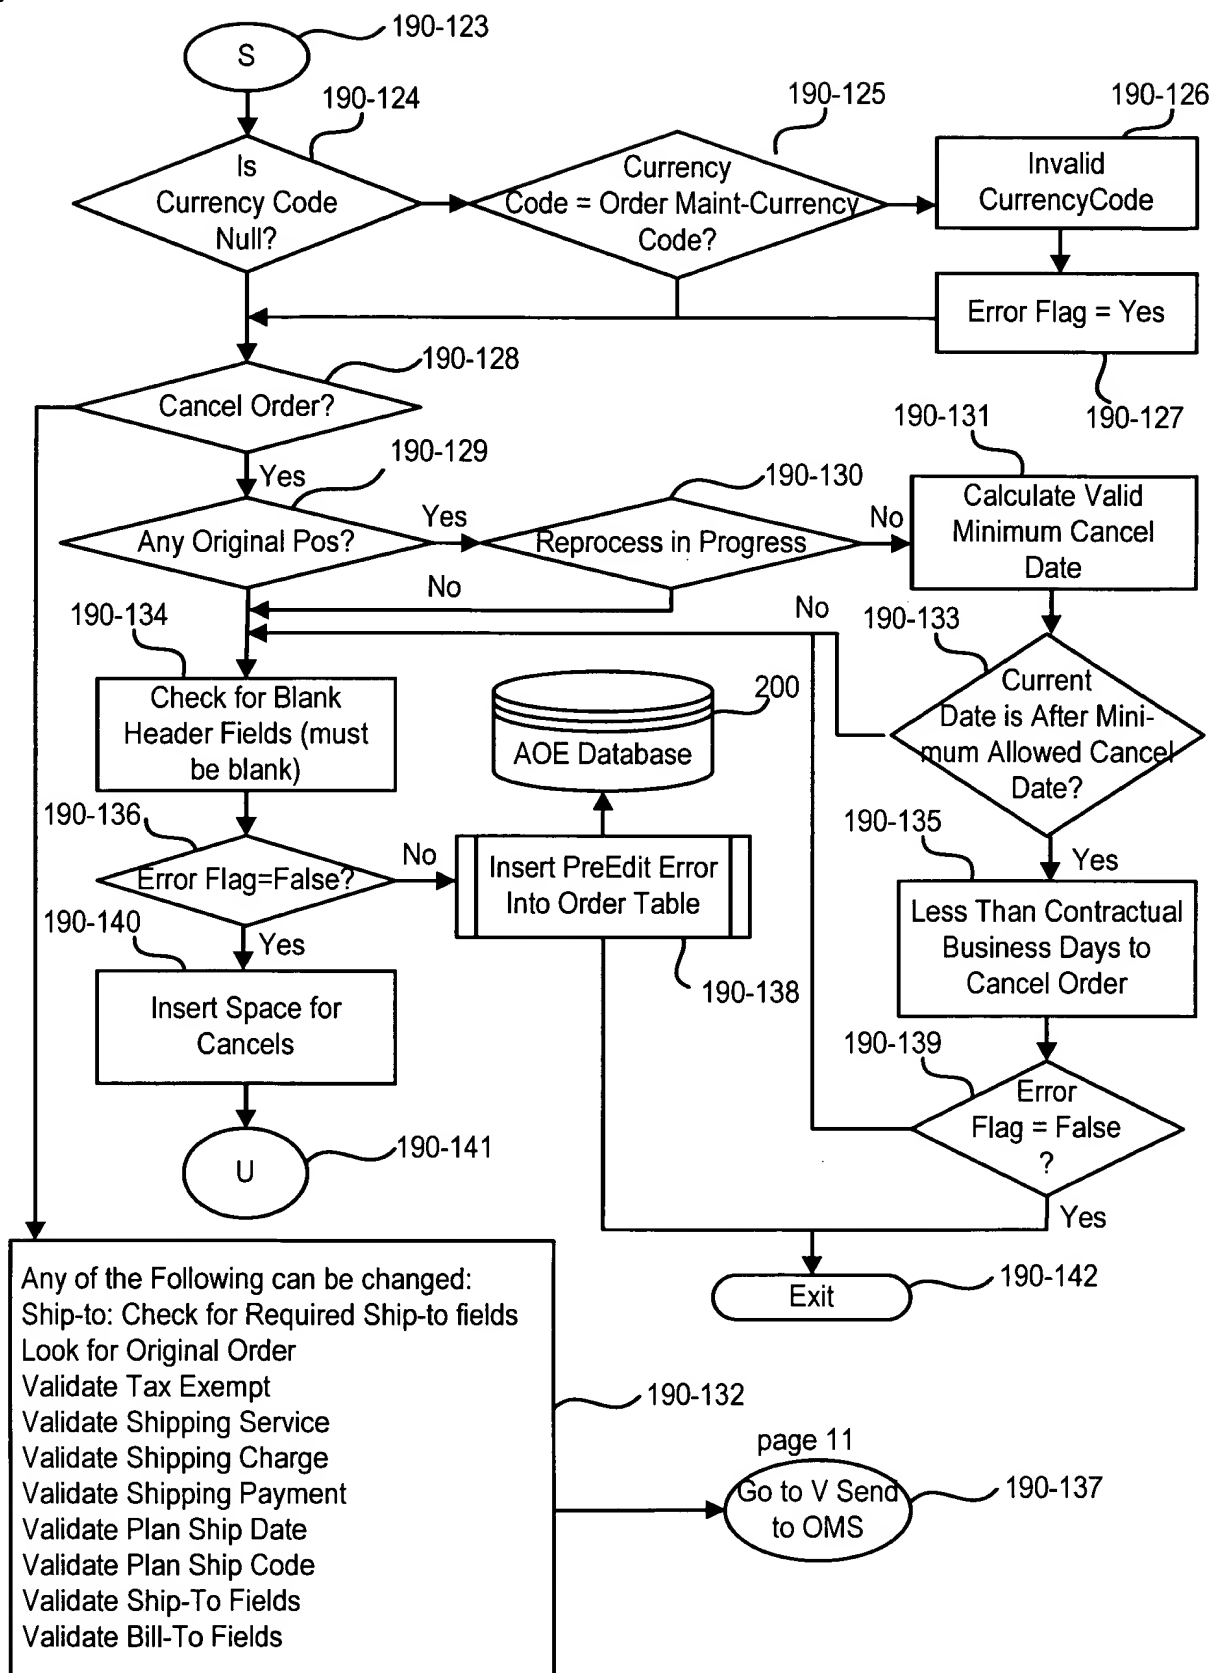 190-123
S
190-124
190-125
190-126
Is
Currency Code
Null?
Currency
Code = Order Maint-Currency
Code?
Invalid
CurrencyCode
Error Flag = Yes
190-127
190-128
Cancel Order?
Yes
190-129
Any Original Pos?
Yes
190-130
Reprocess in Progress
No
No
190-131
Calculate Valid
Minimum Cancel
Date
No
190-133
Current
Date is After Mini-
mum Allowed Cancel
Date?
Yes
190-134
Check for Blank
Header Fields (must
be blank)
200
AOE Database
190-136
Error Flag=False?
No
Insert PreEdit Error
Into Order Table
190-138
190-135
Less Than Contractual
Business Days to
Cancel Order
190-140
Yes
Insert Space for
Cancels
190-139
Error
Flag = False
?
Yes
U
190-141
Exit
190-142
Any of the Following can be changed:
Ship-to: Check for Required Ship-to fields
Look for Original Order
Validate Tax Exempt
Validate Shipping Service
Validate Shipping Charge
Validate Shipping Payment
Validate Plan Ship Date
Validate Plan Ship Code
Validate Ship-To Fields
Validate Bill-To Fields
190-132
page 11
Go to V Send
to OMS
190-137